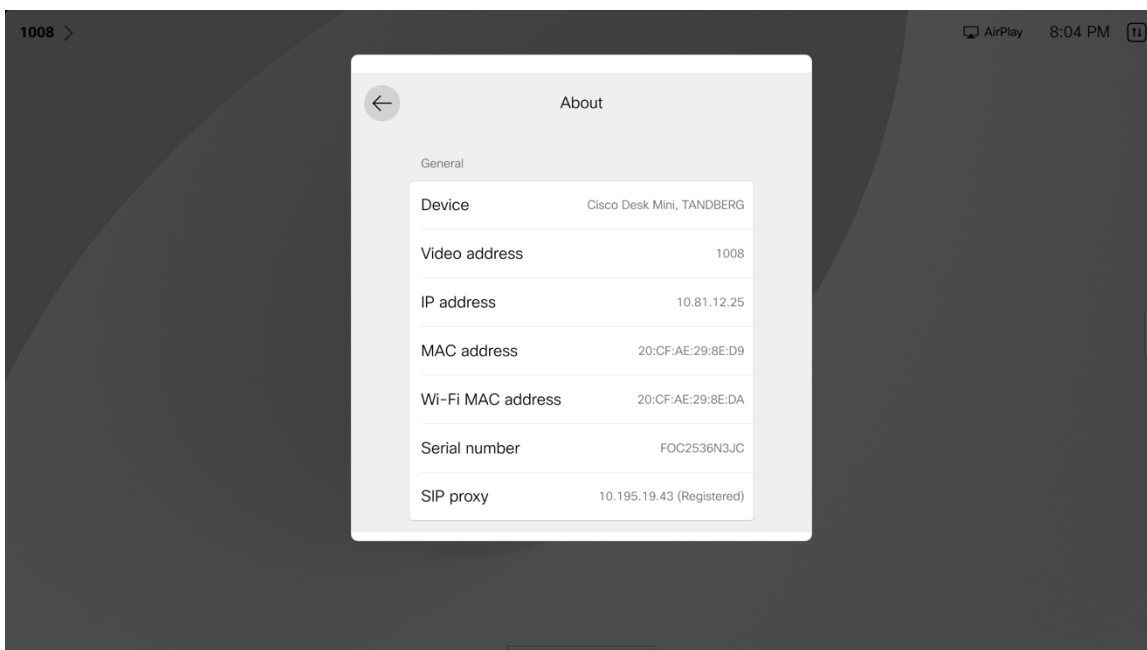 1008
AirPlay 8:04 PM
About
General
Device Cisco Desk Mini, TANDBERG
Video address 1008
IP address 10.81.12.25
MAC address 20:CF:AE:29:8E:D9
Wi-Fi MAC address 20:CF:AE:29:8E:DA
Serial number FOC2536N3JC
SIP proxy 10.195.19.43 (Registered)